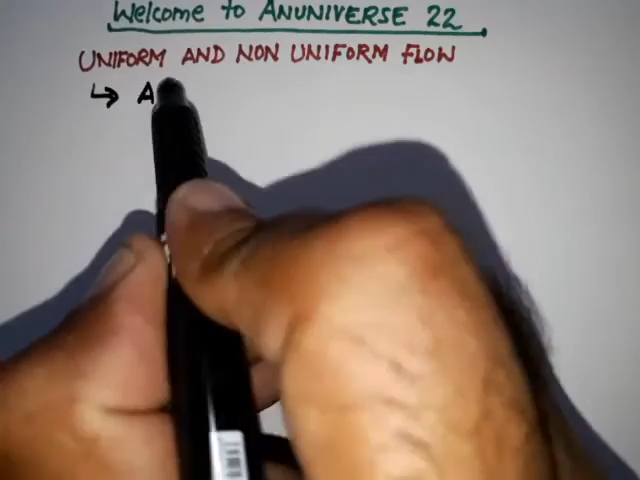 Welcome to ANUNIVERSE 22
UNIFORM AND NON UNIFORM FLOW
↳ A